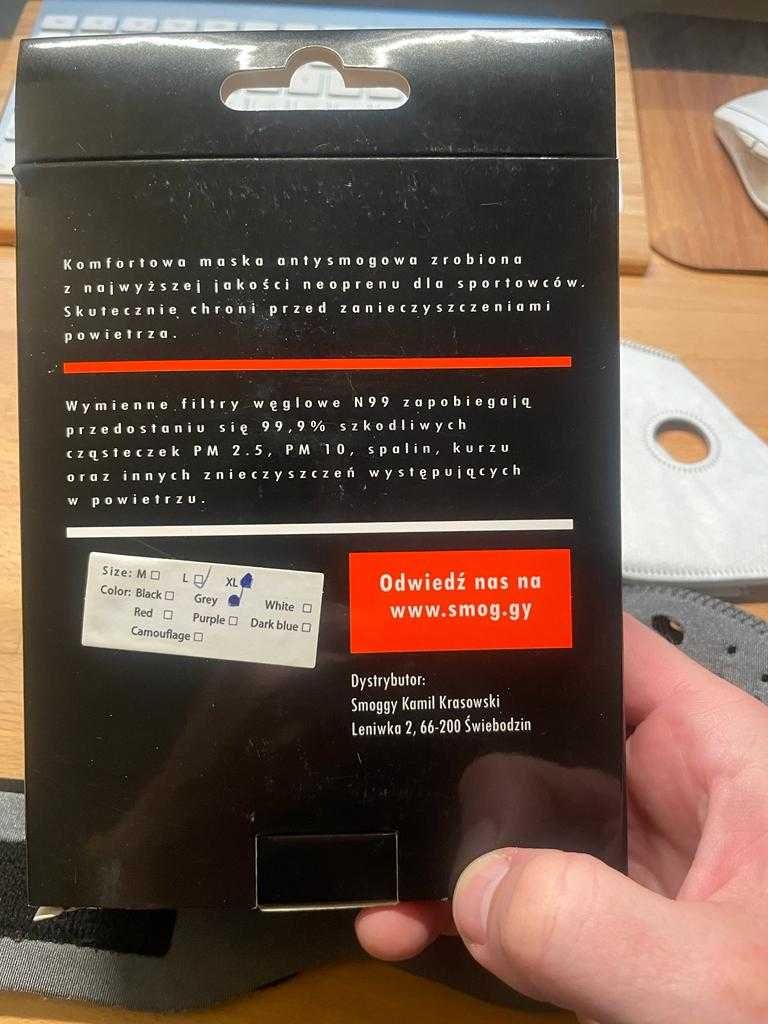 Komfortowa maska antysmogowa zrobiona
z najwyższej jakości neoprenu dla sportowców.
Skutecznie chroni przed zanieczyszczeniami
powietrza.
Wymienne filtry węglowe N99 zapobiegają
przedostaniu się 99,9% szkodliwych
cząsteczek PM 2.5, PM 10, spalin, kurzu
oraz innych znieczyszczeń występujących
w powietrzu.
Size: M L XL
Color: Black Grey White
Red Purple Dark blue
Camouflage
Odwiedź nas na
www.smog.gy
Dystrybutor:
Smoggy Kamil Krasowski
Leniwka 2, 66-200 Świebodzin